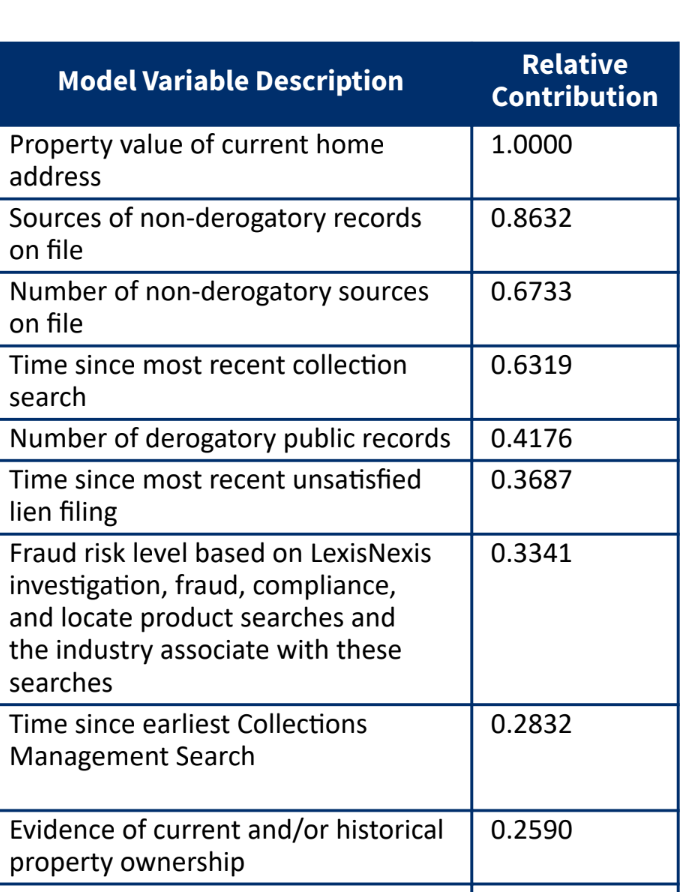 Model Variable Description
Relative
Contribution
Property value of current home
address
1.0000
Sources of non-derogatory records
on file
0.8632
Number of non-derogatory sources
on file
0.6733
Time since most recent collection
search
0.6319
Number of derogatory public records
0.4176
Time since most recent unsatisfied
lien filing
0.3687
Fraud risk level based on LexisNexis
investigation, fraud, compliance,
and locate product searches and
the industry associate with these
searches
0.3341
Time since earliest Collections
Management Search
0.2832
Evidence of current and/or historical
property ownership
0.2590